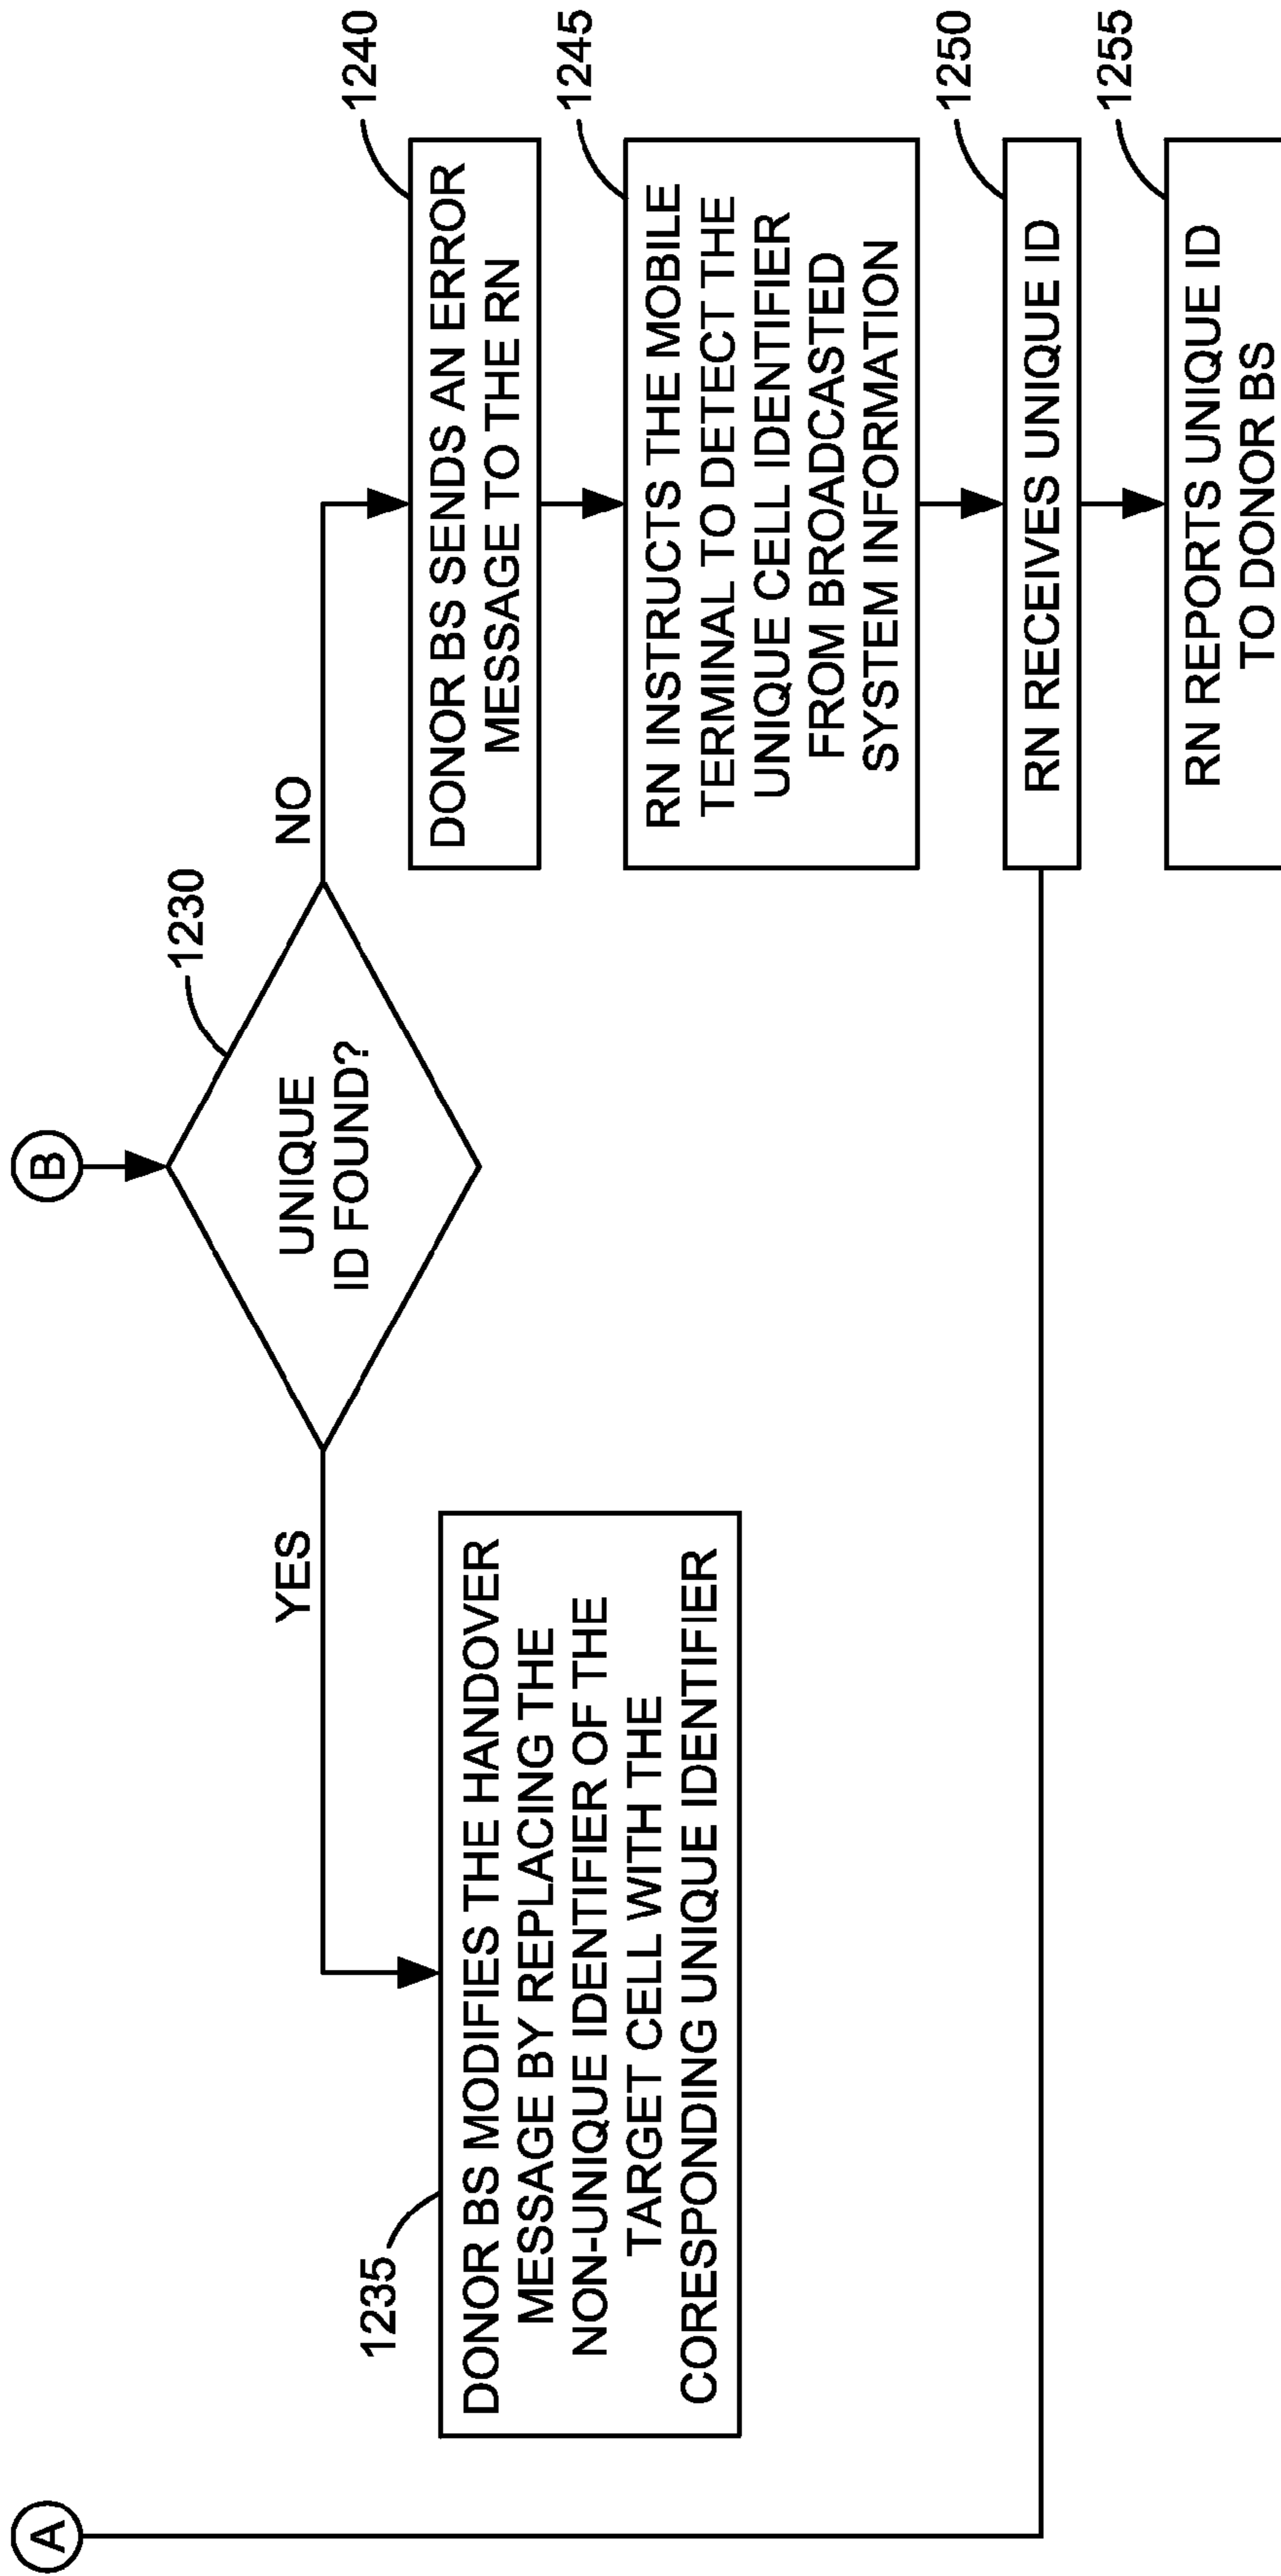 A
B
1230
UNIQUE
ID FOUND?
YES
NO
1235
DONOR BS MODIFIES THE HANDOVER
MESSAGE BY REPLACING THE
NON-UNIQUE IDENTIFIER OF THE
TARGET CELL WITH THE
CORESPONDING UNIQUE IDENTIFIER
1240
DONOR BS SENDS AN ERROR
MESSAGE TO THE RN
1245
RN INSTRUCTS THE MOBILE
TERMINAL TO DETECT THE
UNIQUE CELL IDENTIFIER
FROM BROADCASTED
SYSTEM INFORMATION
1250
RN RECEIVES UNIQUE ID
1255
RN REPORTS UNIQUE ID
TO DONOR BS